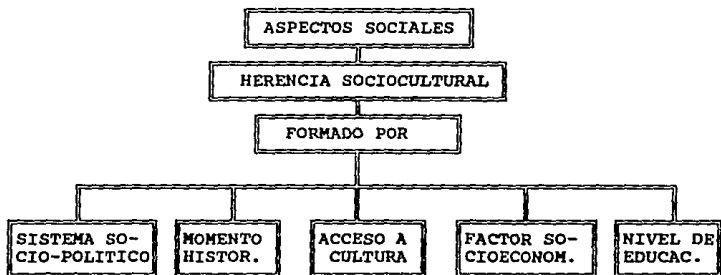 ASPECTOS SOCIALES
HERENCIA SOCIOCULTURAL
FORMADO POR
SISTEMA SO-
CIO-POLITICO
MOMENTO
HISTOR.
ACCESO A
CULTURA
FACTOR SO-
CIOECONOM.
NIVEL DE
EDUCAC.